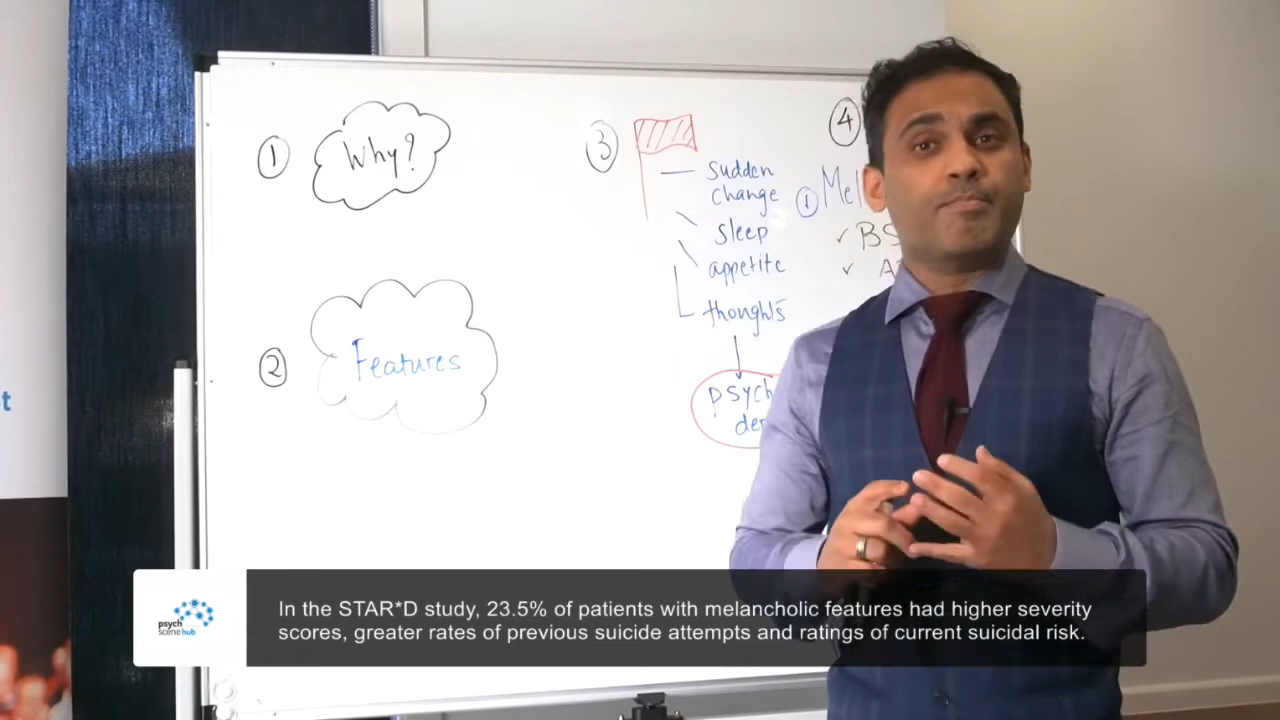 ① Why?
② Features
③
sudden
change
sleep
appetite
thoughts
④
①
t
psych
scene hub
In the STAR*D study, 23.5% of patients with melancholic features had higher severity
scores, greater rates of previous suicide attempts and ratings of current suicidal risk.